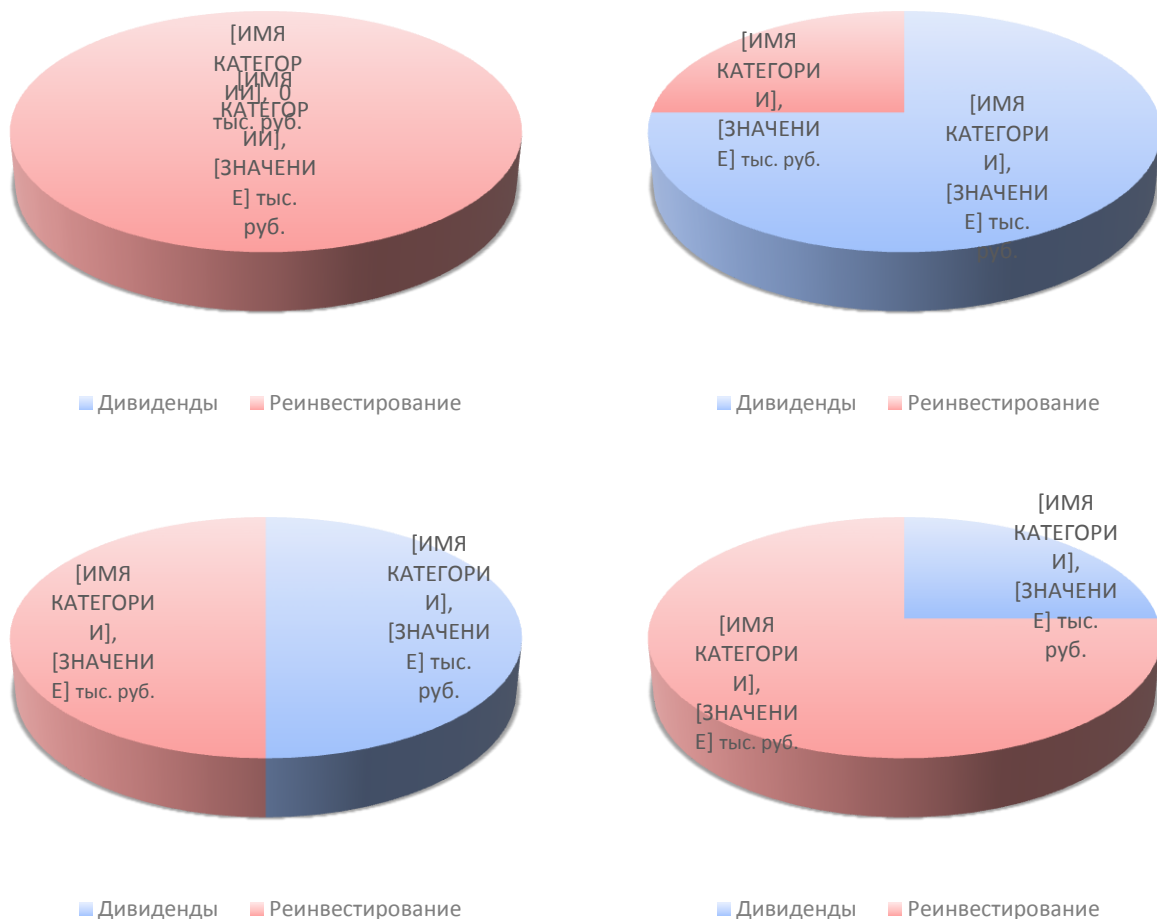 [ИМЯ
КАТЕГОР
ИИ], 0
тыс. руб.
[ИМЯ
КАТЕГОР
ИИ],
[ЗНАЧЕНИ
Е] тыс.
руб.
Дивиденды Реинвестирование
[ИМЯ
КАТЕГОРИ
И],
[ЗНАЧЕНИ
Е] тыс. руб.
[ИМЯ
КАТЕГОРИ
И],
[ЗНАЧЕНИ
Е] тыс.
руб.
Дивиденды Реинвестирование
[ИМЯ
КАТЕГОРИ
И],
[ЗНАЧЕНИ
Е] тыс. руб.
[ИМЯ
КАТЕГОРИ
И],
[ЗНАЧЕНИ
Е] тыс.
руб.
Дивиденды Реинвестирование
[ИМЯ
КАТЕГОРИ
И],
[ЗНАЧЕНИ
Е] тыс.
руб.
[ИМЯ
КАТЕГОРИ
И],
[ЗНАЧЕНИ
Е] тыс. руб.
Дивиденды Реинвестирование